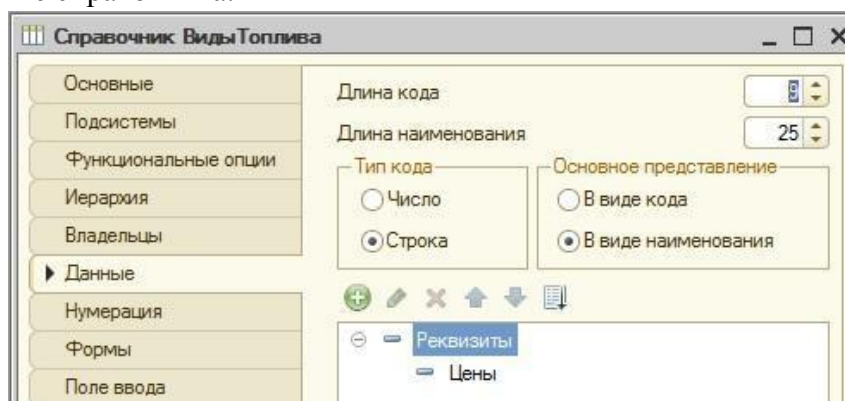 Справочник ВидыТоплива
Основные
Подсистемы
Функциональные опции
Иерархия
Владельцы
Данные
Нумерация
Формы
Поле ввода
Длина кода 9
Длина наименования 25
Тип кода
Число
Строка
Основное представление
В виде кода
В виде наименования
Реквизиты
Цены